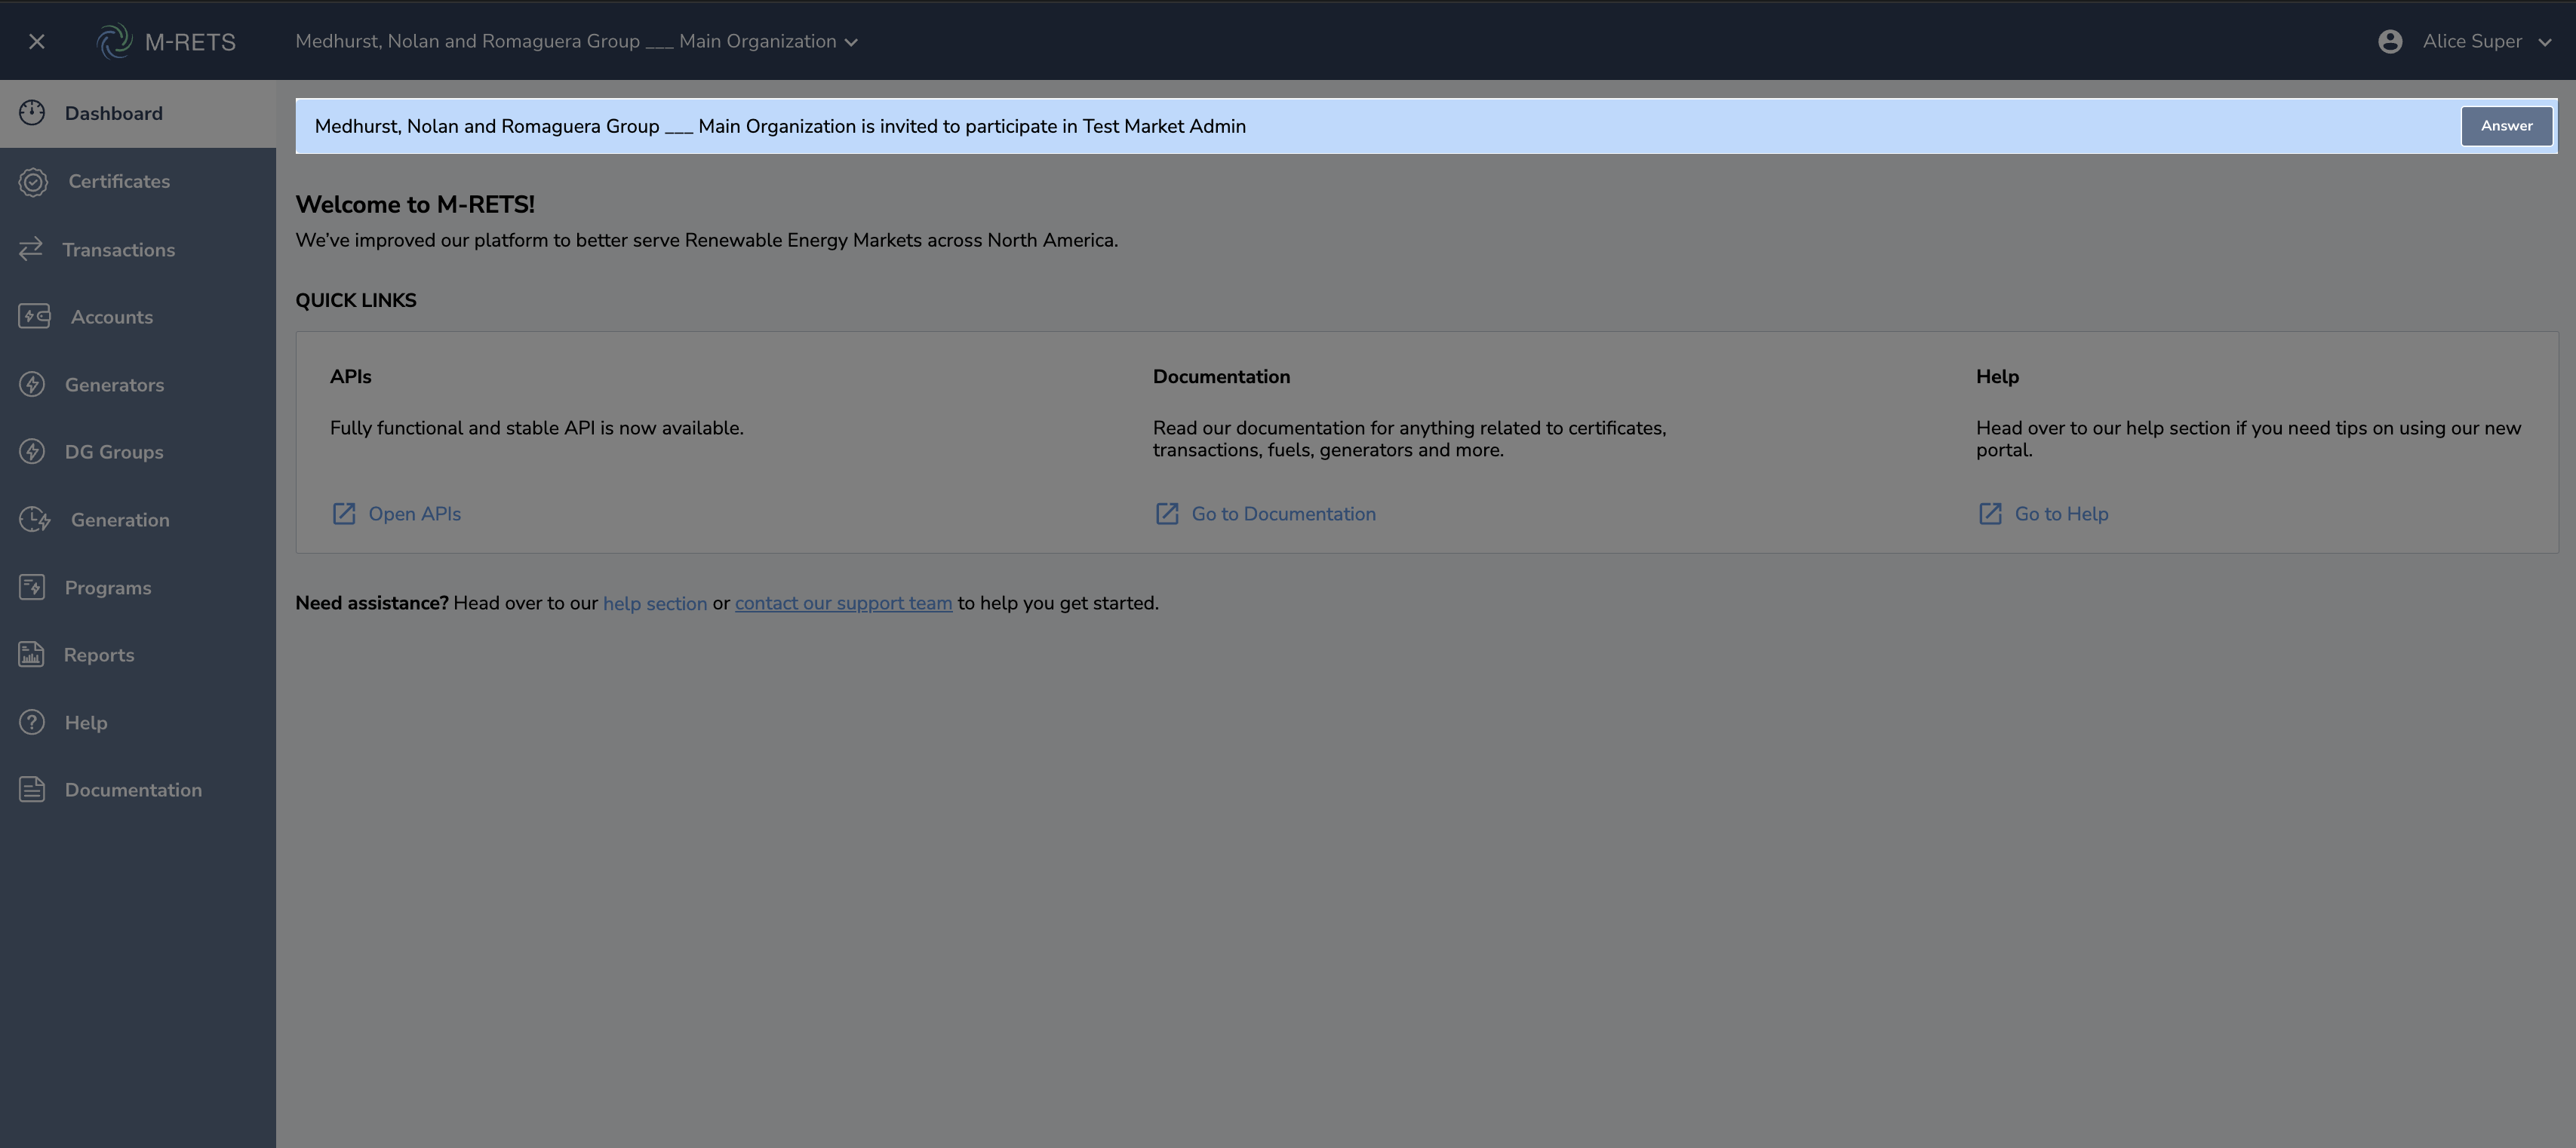 M-RETS
Medhurst, Nolan and Romaguera Group ___ Main Organization
Alice Super
Dashboard
Certificates
Transactions
Accounts
Generators
DG Groups
Generation
Programs
Reports
Help
Documentation
Medhurst, Nolan and Romaguera Group ___ Main Organization is invited to participate in Test Market Admin
Answer
Welcome to M-RETS!
We've improved our platform to better serve Renewable Energy Markets across North America.
QUICK LINKS
APIs
Fully functional and stable API is now available.
Open APIs
Documentation
Read our documentation for anything related to certificates,
transactions, fuels, generators and more.
Go to Documentation
Help
Head over to our help section if you need tips on using our new
portal.
Go to Help
Need assistance? Head over to our help section or contact our support team to help you get started.